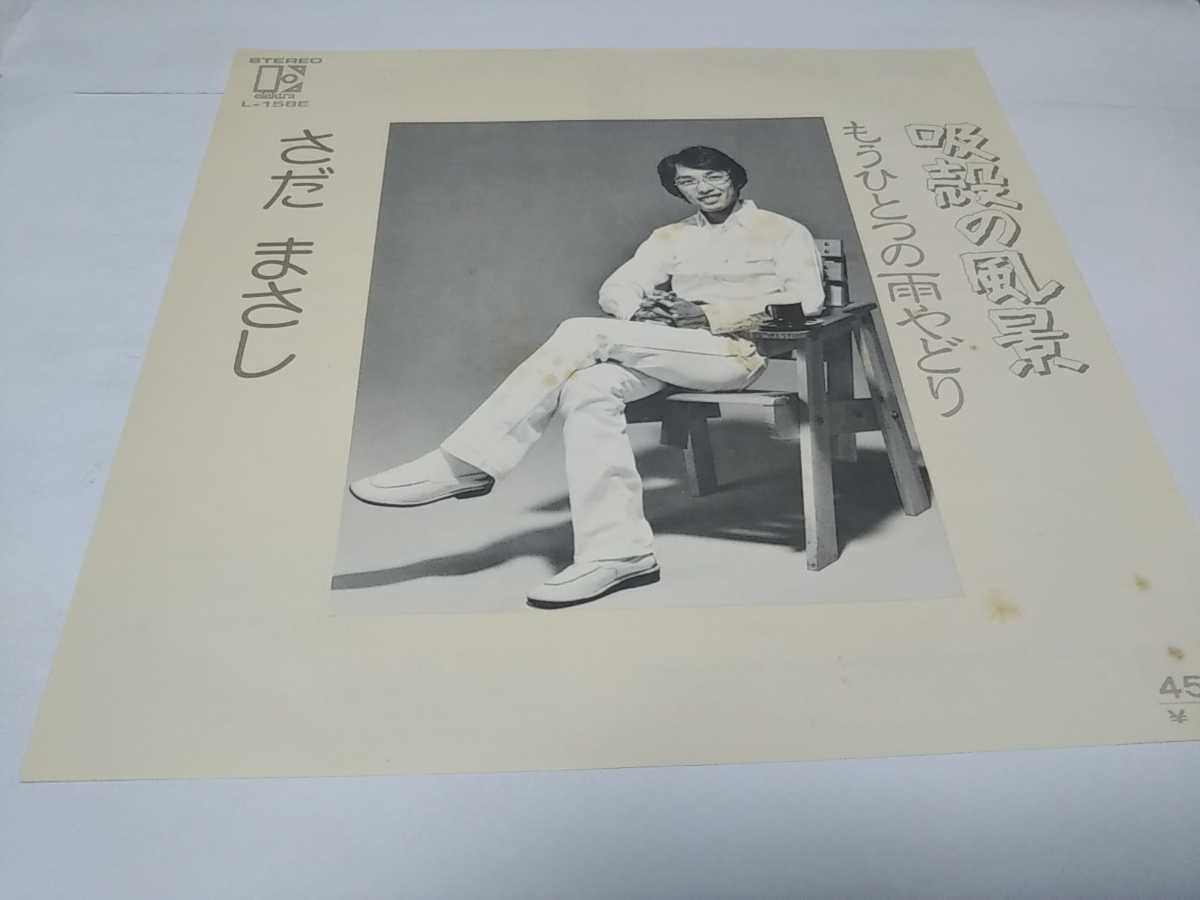 STEREO
elektra
L-158E
吸殻の風景
もうひとつの雨やどり
さだ まさし
45
¥